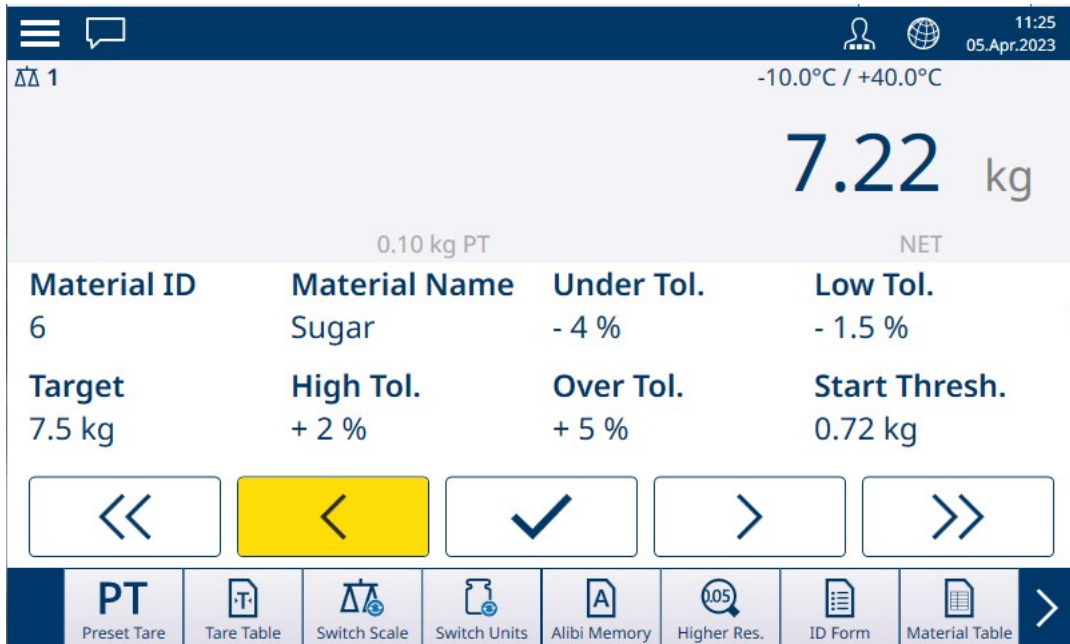 11:25
05.Apr.2023
1
-10.0°C / +40.0°C
7.22 kg
0.10 kg PT NET
Material ID Material Name Under Tol. Low Tol.
6 Sugar - 4 % - 1.5 %
Target High Tol. Over Tol. Start Thresh.
7.5 kg + 2 % + 5 % 0.72 kg
PT T A 0.05
Preset Tare Tare Table Switch Scale Switch Units Alibi Memory Higher Res. ID Form Material Table